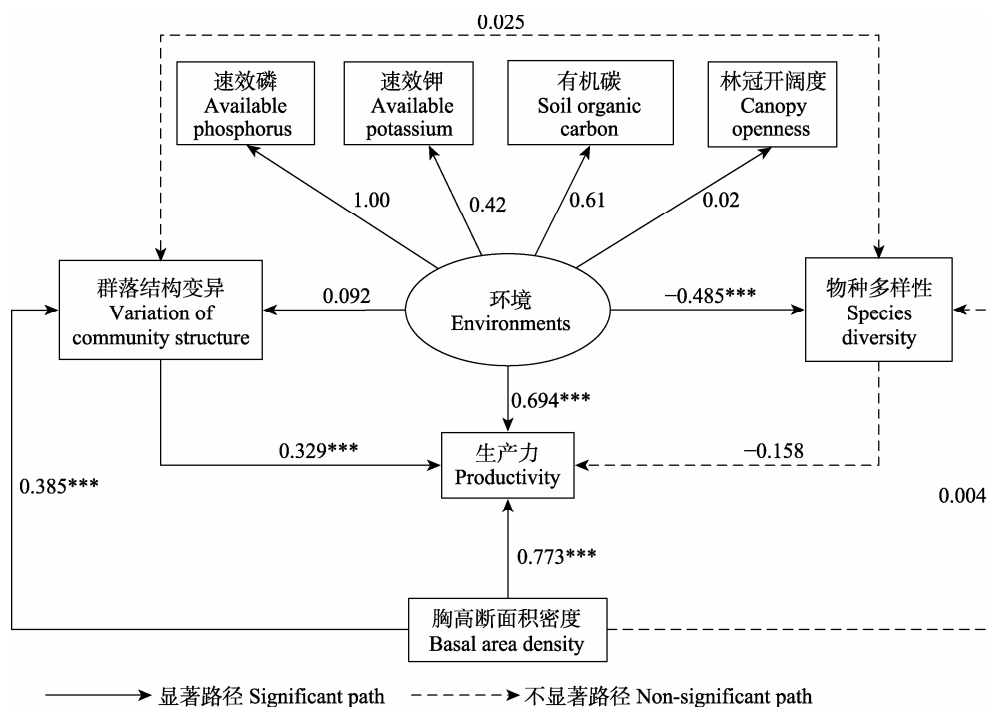 0.025
速效磷
Available
phosphorus
速效钾
Available
potassium
有机碳
Soil organic
carbon
林冠开阔度
Canopy
openness
1.00
0.42
0.61
0.02
群落结构变异
Variation of
community structure
0.092
环境
Environments
−0.485***
物种多样性
Species
diversity
0.694***
0.329***
生产力
Productivity
−0.158
0.385***
0.004
0.773***
胸高断面积密度
Basal area density
显著路径 Significant path
不显著路径 Non-significant path